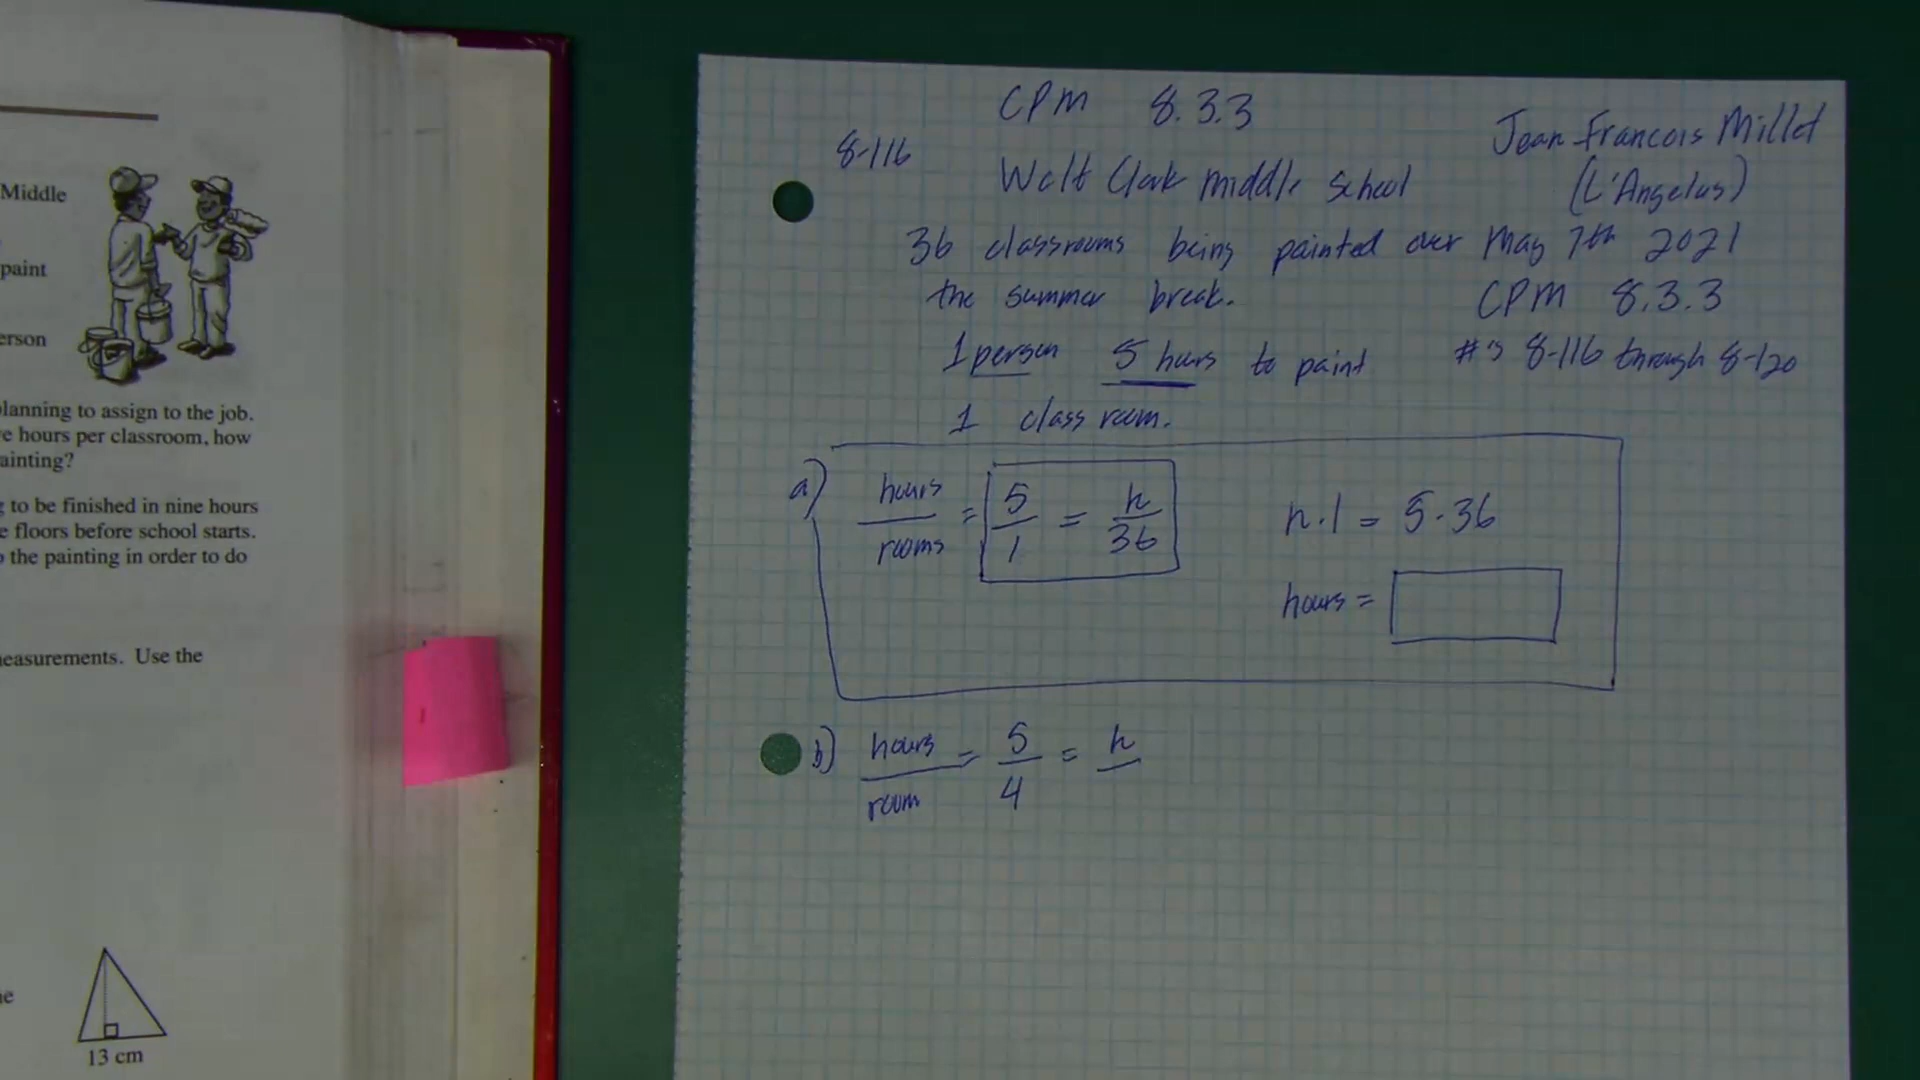 Middle
paint
erson
lanning to assign to the job.
e hours per classroom, how
ainting?
g to be finished in nine hours
e floors before school starts.
o the painting in order to do
easurements. Use the
13 cm
CPM 8.3.3
Jean-Francois Millet
(L'Angelus)
May 7th 2021
CPM 8.3.3
#'s 8-116 through 8-120
8-116
Walt Clark Middle School
36 classrooms being painted over
the summer break.
1 person 5 hours to paint
1 class room.
a) hours/rooms = 5/1 = h/36
h·1 = 5·36
hours =
b) hours/room = 5/4 = h